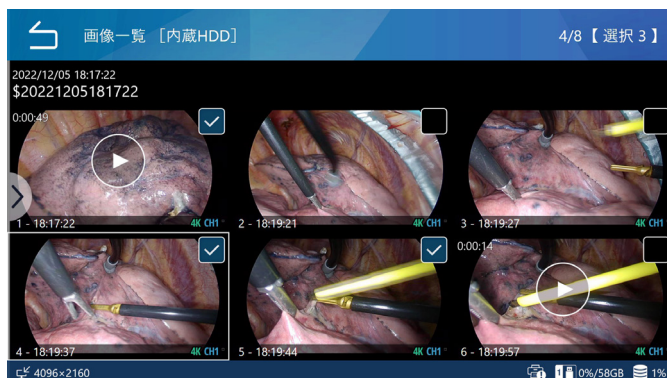 画像一覧 [内蔵HDD]
4/8【 選択 3 】
2022/12/05 18:17:22
$20221205181722
0:00:49
1 - 18:17:22
4K CH1
2 - 18:19:21
4K CH1
3 - 18:19:27
4K CH1
4 - 18:19:37
4K CH1
5 - 18:19:44
4K CH1
0:00:14
6 - 18:19:57
4K CH1
4096×2160
1
0%/58GB
1%